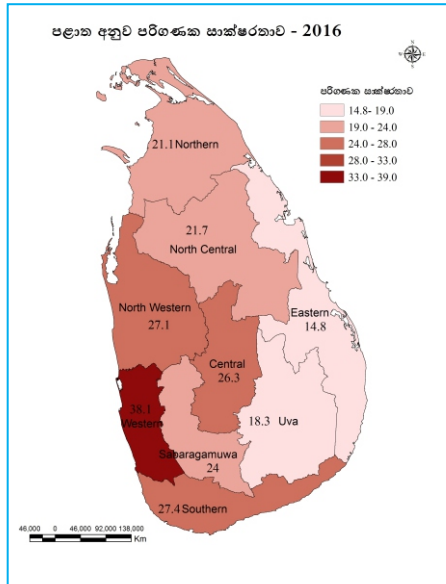 පළාත අනුව පරිගණක සාක්ෂරතාව - 2016
පරිගණක සාක්ෂරතාව
14.8- 19.0
19.0 - 24.0
24.0 - 28.0
28.0 - 33.0
33.0 - 39.0
21.1 Northern
21.7
North Central
North Western
27.1
Eastern
14.8
Central
26.3
38.1
Western
18.3 Uva
Sabaragamuwa
24
27.4 Southern
46,000 0 46,000 92,000 138,000
Km